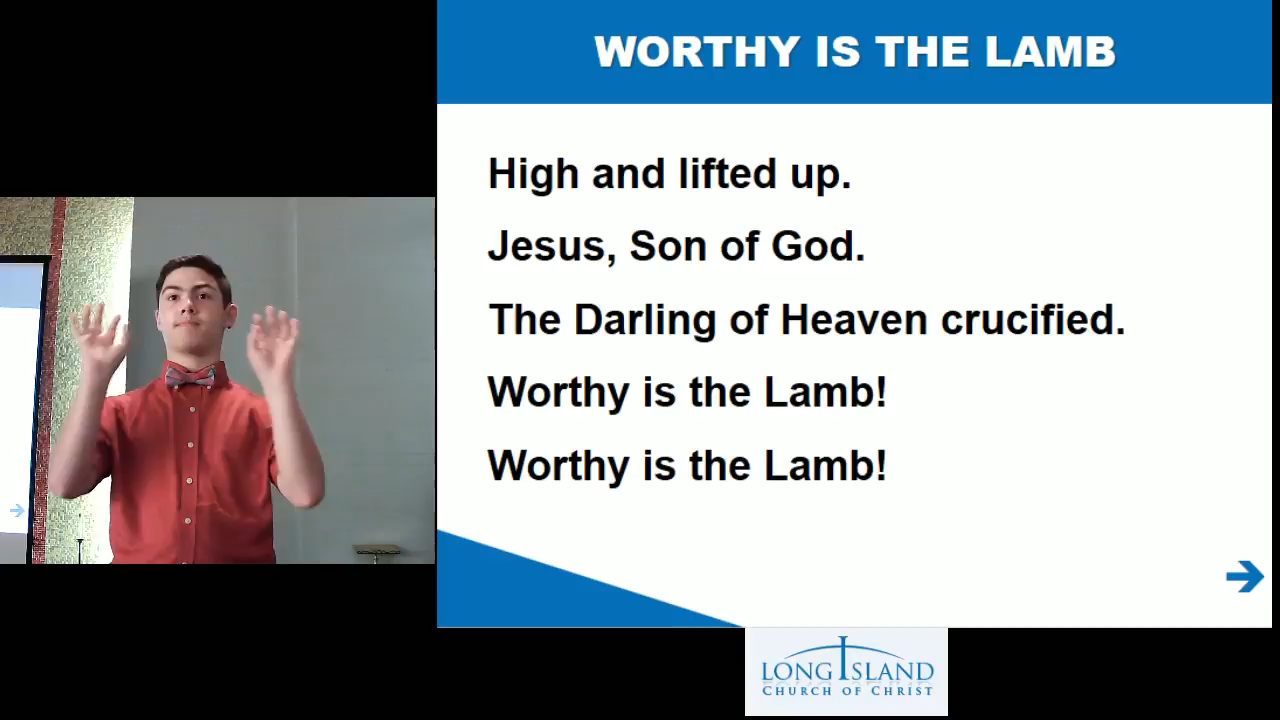 WORTHY IS THE LAMB
High and lifted up.
Jesus, Son of God.
The Darling of Heaven crucified.
Worthy is the Lamb!
Worthy is the Lamb!
LONG ISLAND
CHURCH OF CHRIST